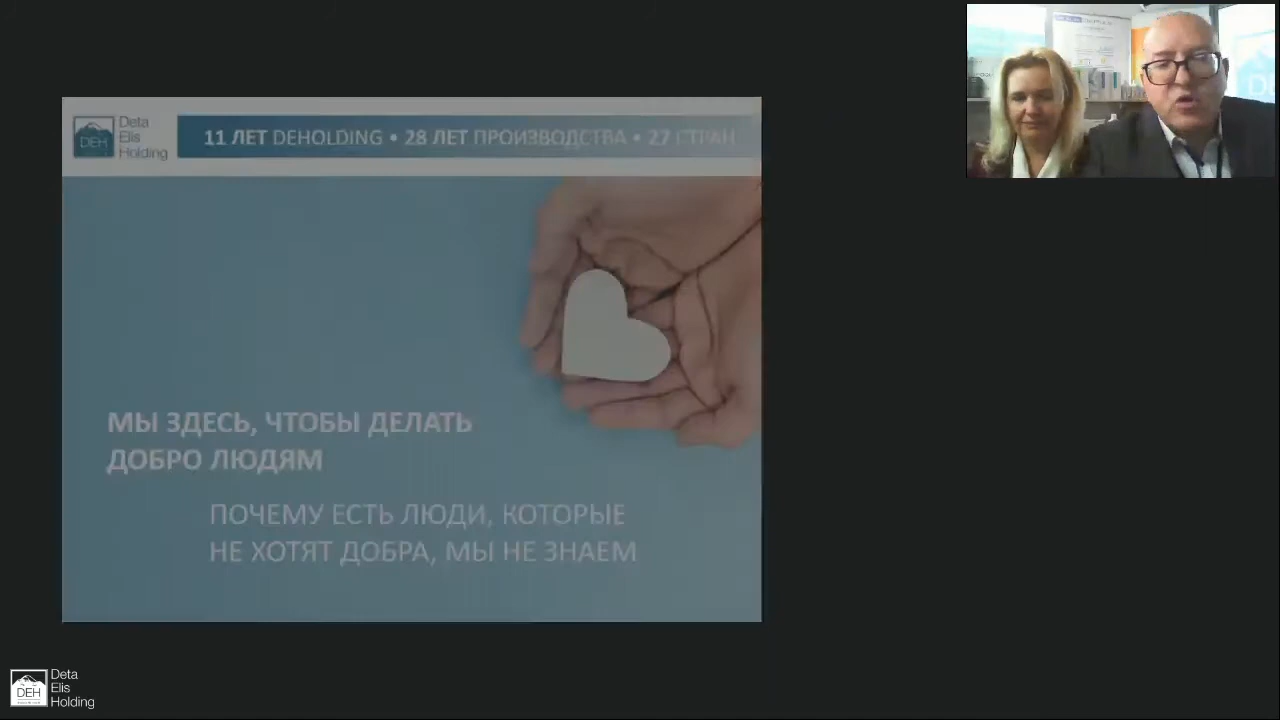 DEH
Deta
Elis
Holding
11 ЛЕТ DEHOLDING • 28 ЛЕТ ПРОИЗВОДСТВА • 27 СТРАН
МЫ ЗДЕСЬ, ЧТОБЫ ДЕЛАТЬ
ДОБРО ЛЮДЯМ
ПОЧЕМУ ЕСТЬ ЛЮДИ, КОТОРЫЕ
НЕ ХОТЯТ ДОБРА, МЫ НЕ ЗНАЕМ
DEH
Deta
Elis
Holding